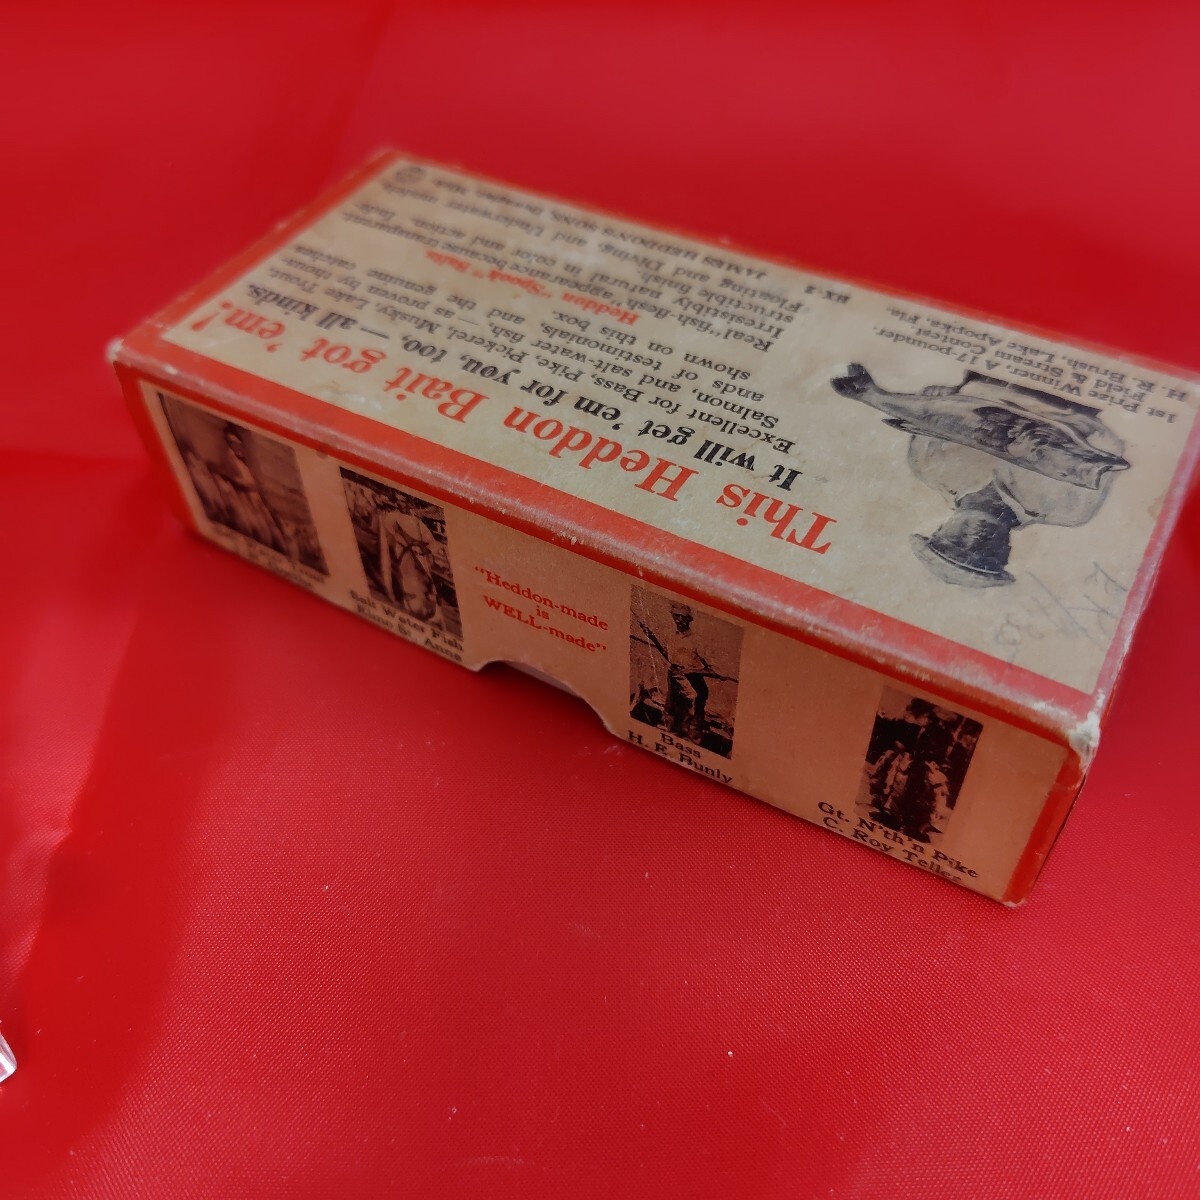 This Heddon Bait got 'em!
It will get 'em for you, too, — all kinds.
Excellent for Bass, Pike, Pickerel, Musky, Lake Trout,
Salmon, and salt-water fish, — as proven by thous-
ands of testimonials, and the genuine catches
shown on this box.
Heddon "Spook" Baits
Real "fish-flesh" appearance because transparent.
Irresistibly natural in color and action. Inde-
structible finish.
Floating and Diving, and Underwater models.
JAMES HEDDON'S SONS, Dowagiac, Mich.
BX-2
1st Prize Winner, A 17-pounder,
Field & Stream Contest
H. R. Brush, Lake Apopka, Fla.
Salt Water Fish
Anna
"Heddon-made
is
WELL-made"
Bass
H. E. Bunly
Gt. N'th'n Pike
C. Roy Teller